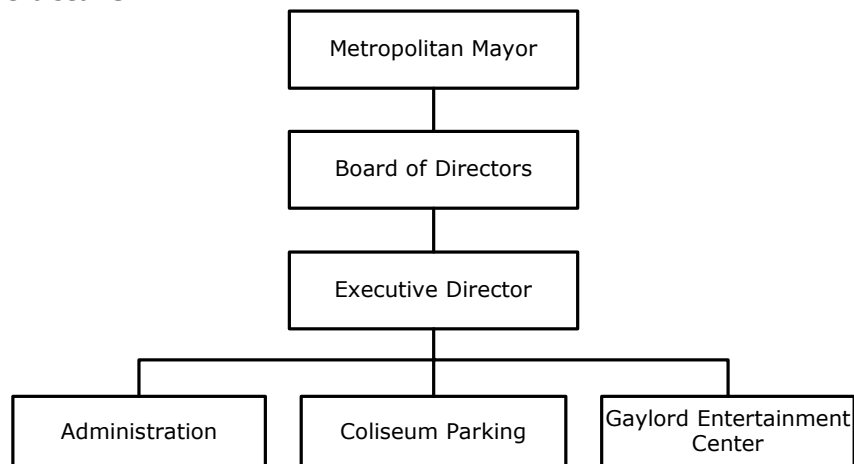 Metropolitan Mayor
Board of Directors
Executive Director
Administration
Coliseum Parking
Gaylord Entertainment
Center